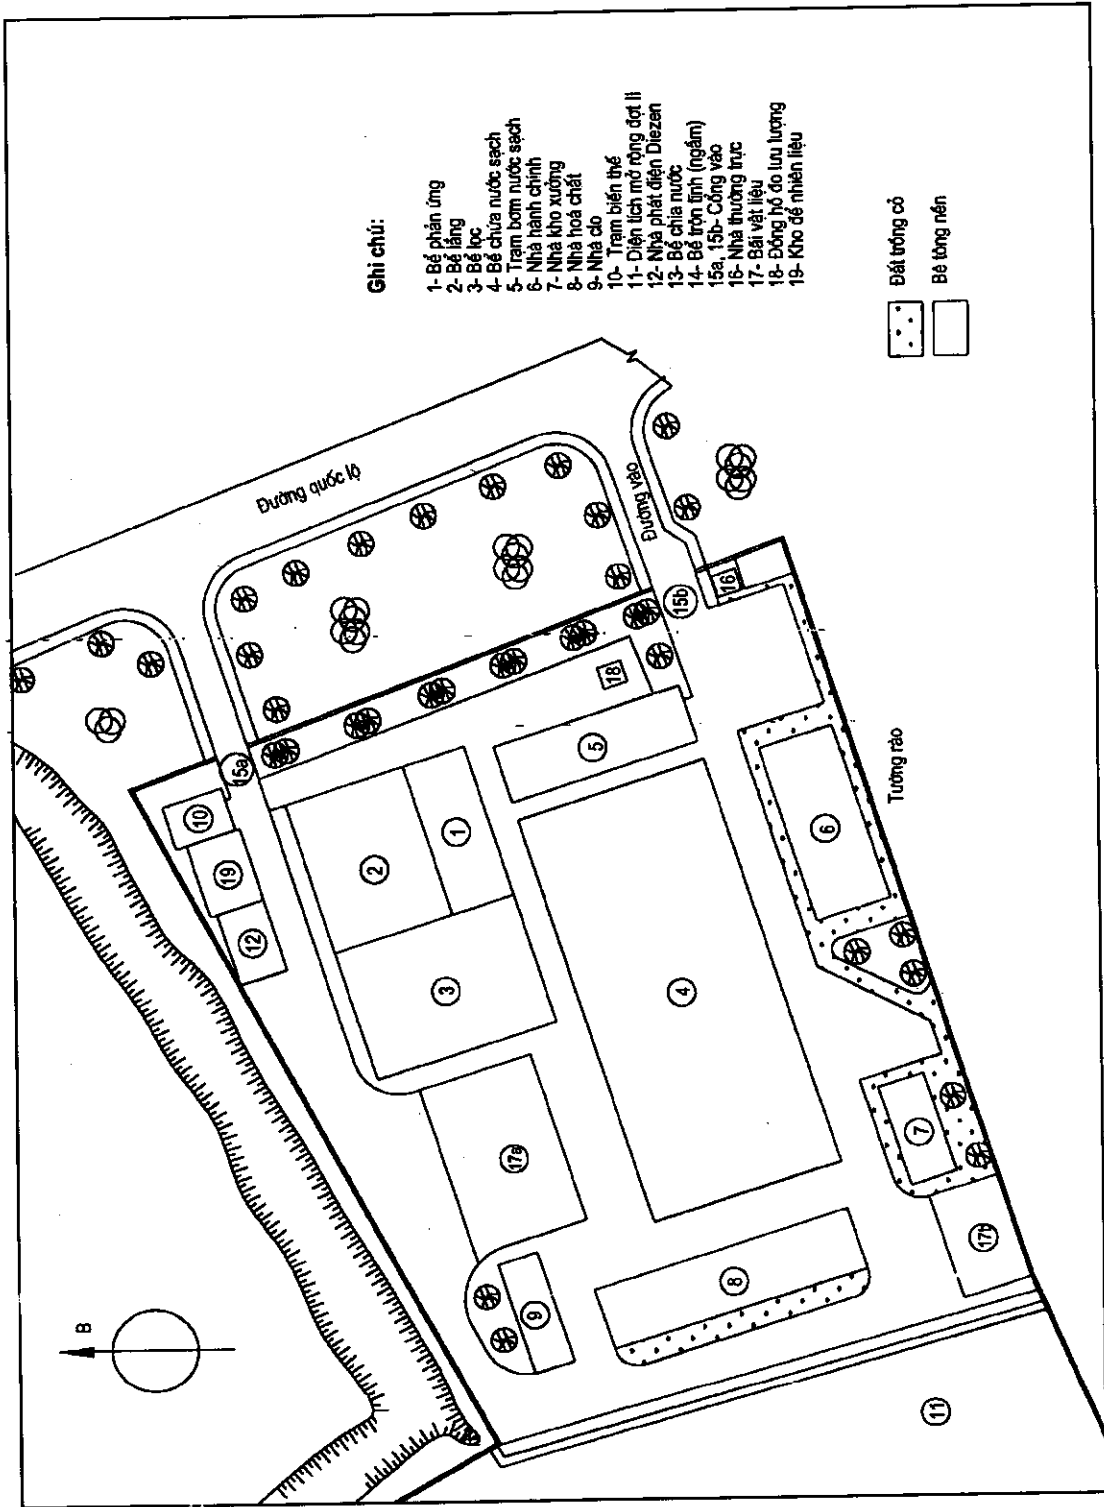 Ghi chú:
1- Bể phản ứng
2- Bể lắng
3- Bể lọc
4- Bể chứa nước sạch
5- Trạm bơm nước sạch
6- Nhà hành chính
7- Nhà kho xưởng
8- Nhà hoá chất
9- Nhà clo
10- Trạm biến thế
11- Diện tích mở rộng đợt II
12- Nhà phát điện Diezen
13- Bể chia nước
14- Bể trộn tĩnh (ngầm)
15a, 15b- Cổng vào
16- Nhà thường trực
17- Bãi vật liệu
18- Đồng hồ đo lưu lượng
19- Kho để nhiên liệu
Đất trồng cỏ
Bê tông nền
Đường quốc lộ
Đường vào
Tường rào
B
15a
15b
16
10
19
12
18
5
2
1
3
4
6
7
17a
17b
9
8
11